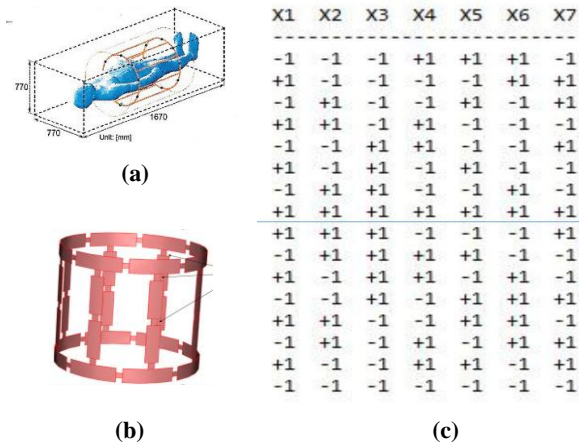 770
770
1670
Unit: [mm]
(a)
(b)
X1 X2 X3 X4 X5 X6 X7
-1 -1 -1 +1 +1 +1 -1
+1 -1 -1 -1 -1 +1 +1
-1 +1 -1 -1 +1 -1 +1
+1 +1 -1 +1 -1 -1 -1
-1 -1 +1 +1 -1 -1 +1
+1 -1 +1 -1 +1 -1 -1
-1 +1 +1 -1 -1 +1 -1
+1 +1 +1 +1 +1 +1 +1
+1 +1 +1 -1 -1 -1 +1
-1 +1 +1 +1 +1 -1 -1
+1 -1 +1 +1 -1 +1 -1
-1 -1 +1 -1 +1 +1 +1
+1 +1 -1 -1 +1 +1 -1
-1 +1 -1 +1 -1 +1 +1
+1 -1 -1 +1 +1 -1 +1
-1 -1 -1 -1 -1 -1 -1
(c)